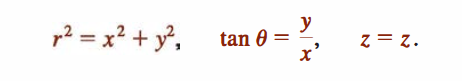 r² = x² + y², tan θ = y/x, z = z.